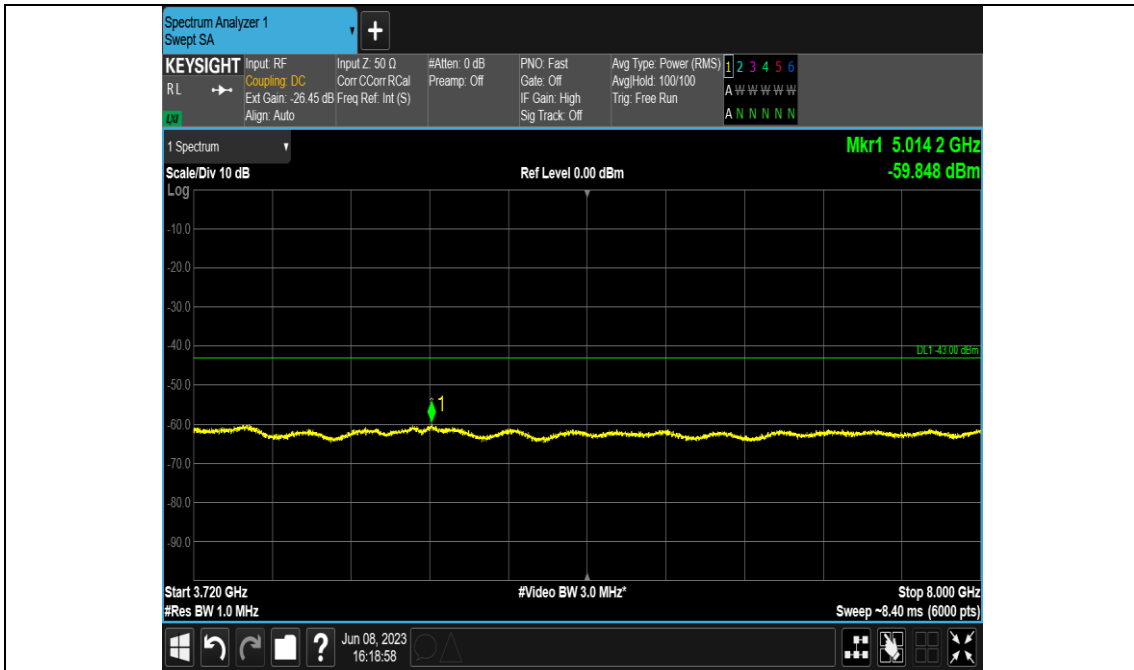 Spectrum Analyzer 1
Swept SA
+
KEYSIGHT
RL
LXI
Input: RF
Coupling: DC
Ext Gain: -26.45 dB
Align: Auto
Input Z: 50 Ω
Corr CCorr RCal
Freq Ref: Int (S)
#Atten: 0 dB
Preamp: Off
PNO: Fast
Gate: Off
IF Gain: High
Sig Track: Off
Avg Type: Power (RMS)
Avg|Hold: 100/100
Trig: Free Run
1 2 3 4 5 6
A W W W W W
A N N N N N
1 Spectrum
Mkr1 5.014 2 GHz
-59.848 dBm
Scale/Div 10 dB
Ref Level 0.00 dBm
Log
-10.0
-20.0
-30.0
-40.0
DL1 -43.00 dBm
-50.0
1
-60.0
-70.0
-80.0
-90.0
Start 3.720 GHz
#Video BW 3.0 MHz*
Stop 8.000 GHz
#Res BW 1.0 MHz
Sweep ~8.40 ms (6000 pts)
?
Jun 08, 2023
16:18:58